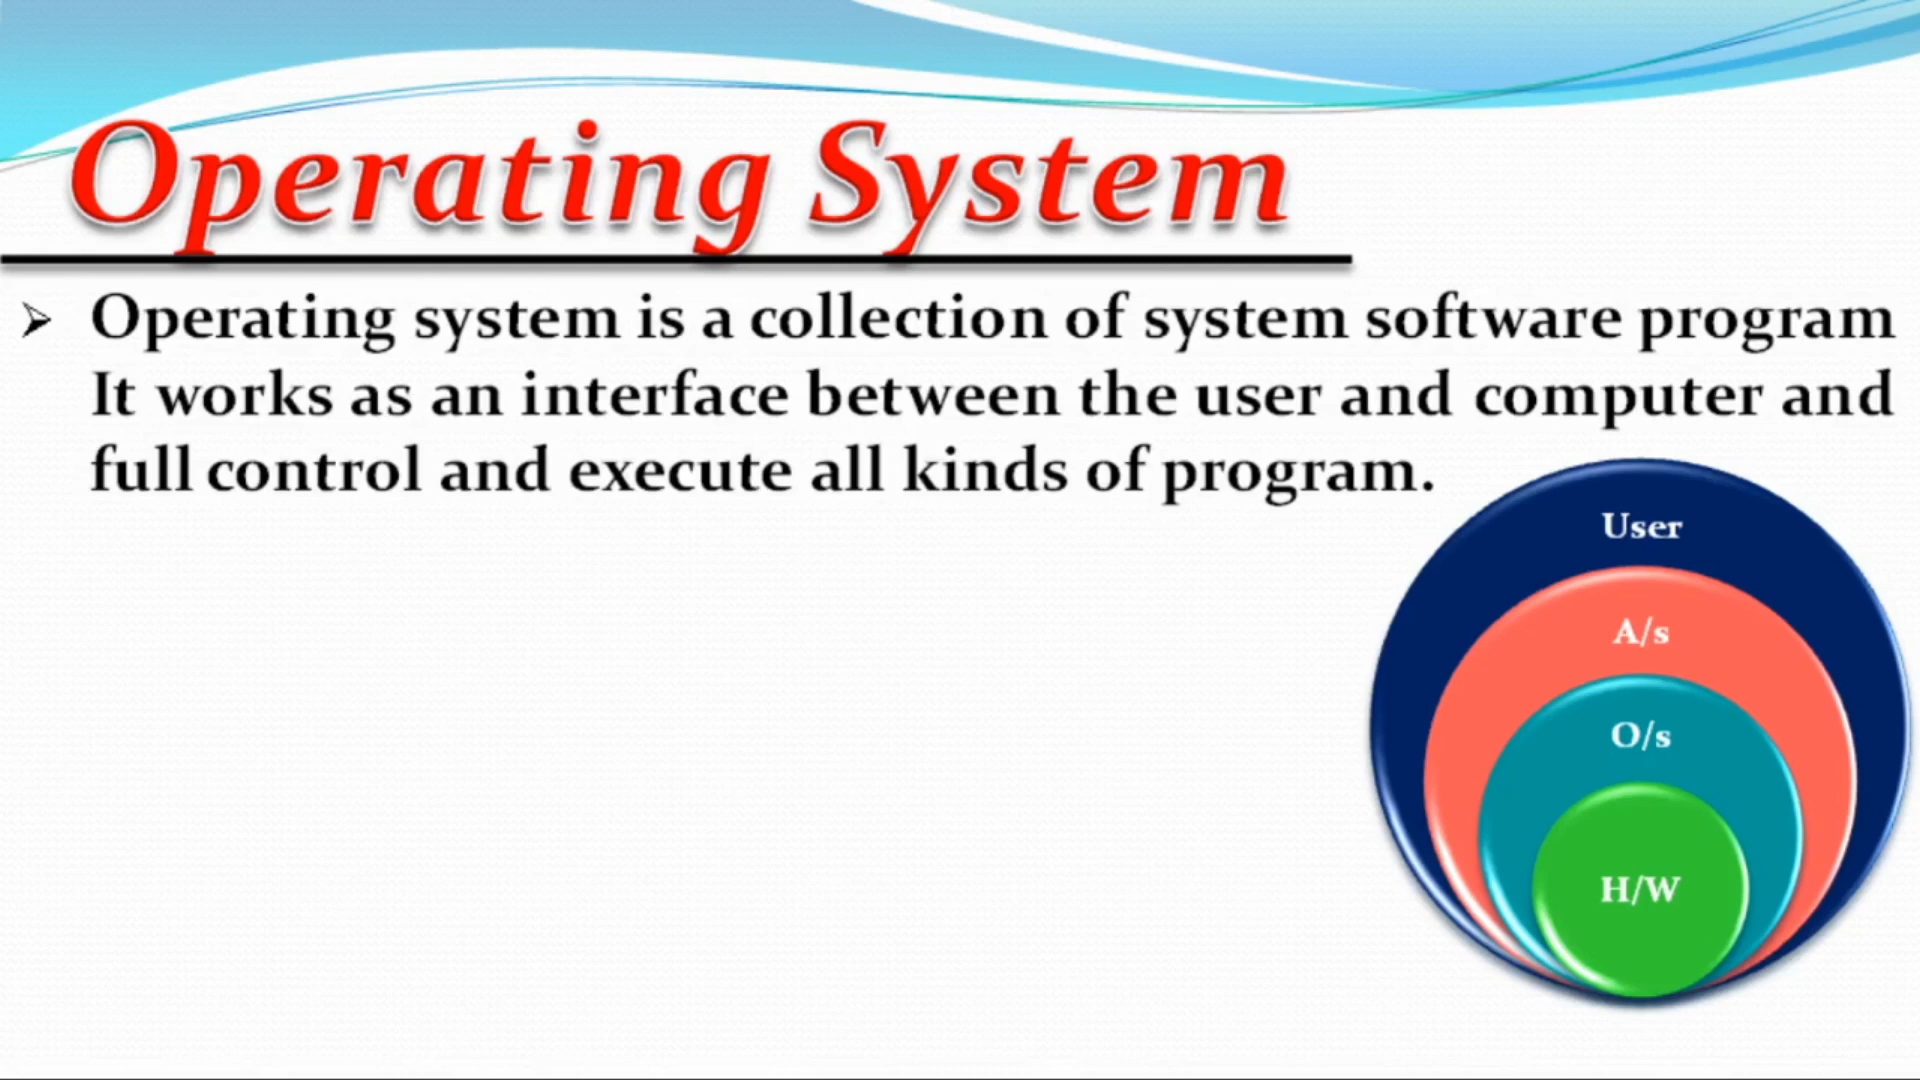 Operating System
➢ Operating system is a collection of system software program
It works as an interface between the user and computer and
full control and execute all kinds of program.
User
A/s
O/s
H/W